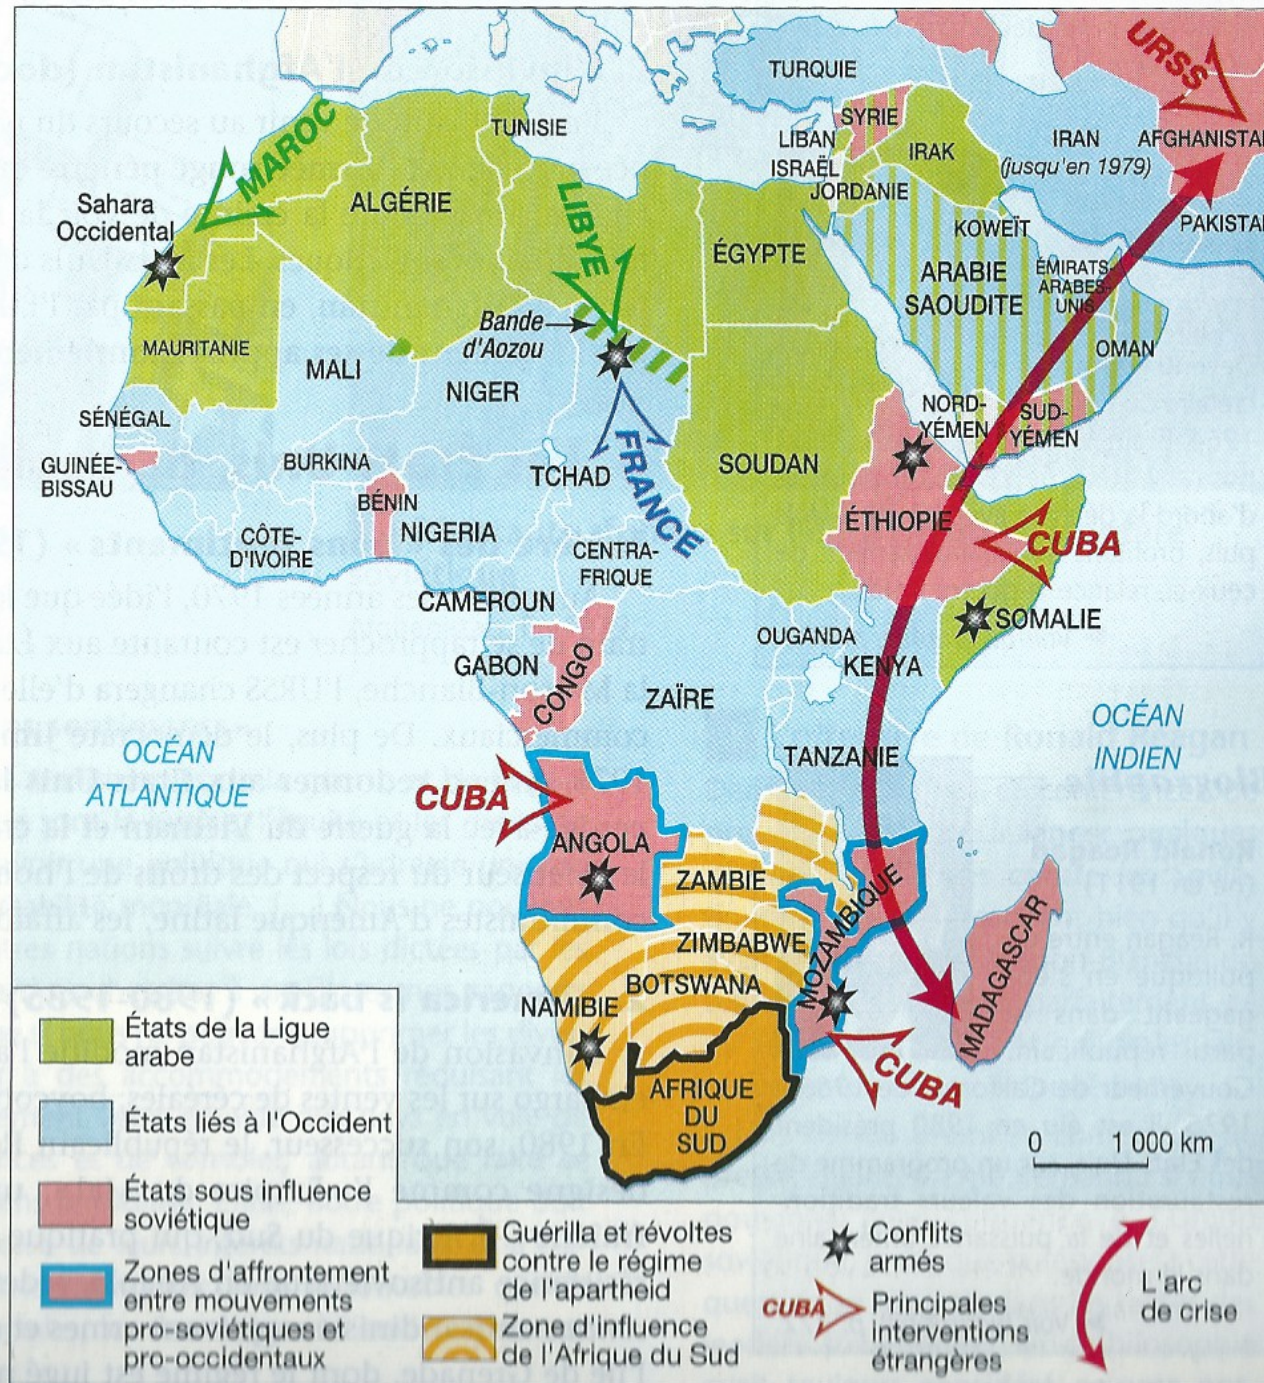 TURQUIE
URSS
SYRIE
LIBAN
IRAK
IRAN
(jusqu'en 1979)
AFGHANISTAN
ISRAËL
JORDANIE
PAKISTAN
TUNISIE
MAROC
Sahara
Occidental
ALGÉRIE
LIBYE
ÉGYPTE
KOWEÏT
ARABIE
SAOUDITE
ÉMIRATS-
ARABES-
UNIS
OMAN
Bande
d'Aozou
MAURITANIE
MALI
NIGER
NORD-
YÉMEN
SUD-
YÉMEN
SÉNÉGAL
GUINÉE-
BISSAU
BURKINA
BÉNIN
NIGERIA
TCHAD
FRANCE
SOUDAN
ÉTHIOPIE
CUBA
CÔTE-
D'IVOIRE
CENTRA-
FRIQUE
CAMEROUN
SOMALIE
OUGANDA
KENYA
GABON
CONGO
ZAÏRE
OCÉAN
INDIEN
OCÉAN
ATLANTIQUE
TANZANIE
CUBA
ANGOLA
ZAMBIE
MOZAMBIQUE
MADAGASCAR
ZIMBABWE
BOTSWANA
NAMIBIE
CUBA
AFRIQUE
DU
SUD
0 1 000 km
États de la Ligue
arabe
États liés à l'Occident
États sous influence
soviétique
Zones d'affrontement
entre mouvements
pro-soviétiques et
pro-occidentaux
Guérilla et révoltes
contre le régime
de l'apartheid
Zone d'influence
de l'Afrique du Sud
Conflits
armés
CUBA
Principales
interventions
étrangères
L'arc
de crise